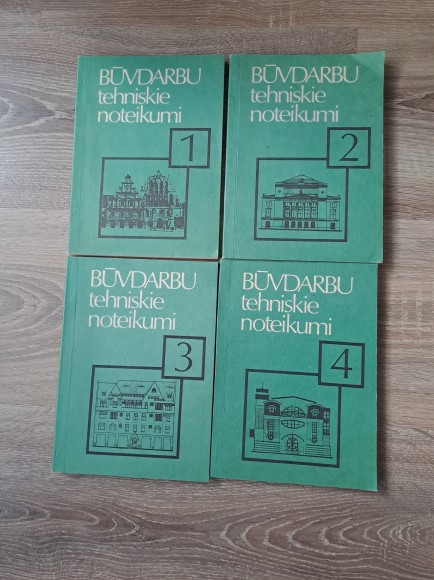 BŪVDARBU
tehniskie
noteikumi
1
BŪVDARBU
tehniskie
noteikumi
2
BŪVDARBU
tehniskie
noteikumi
3
BŪVDARBU
tehniskie
noteikumi
4